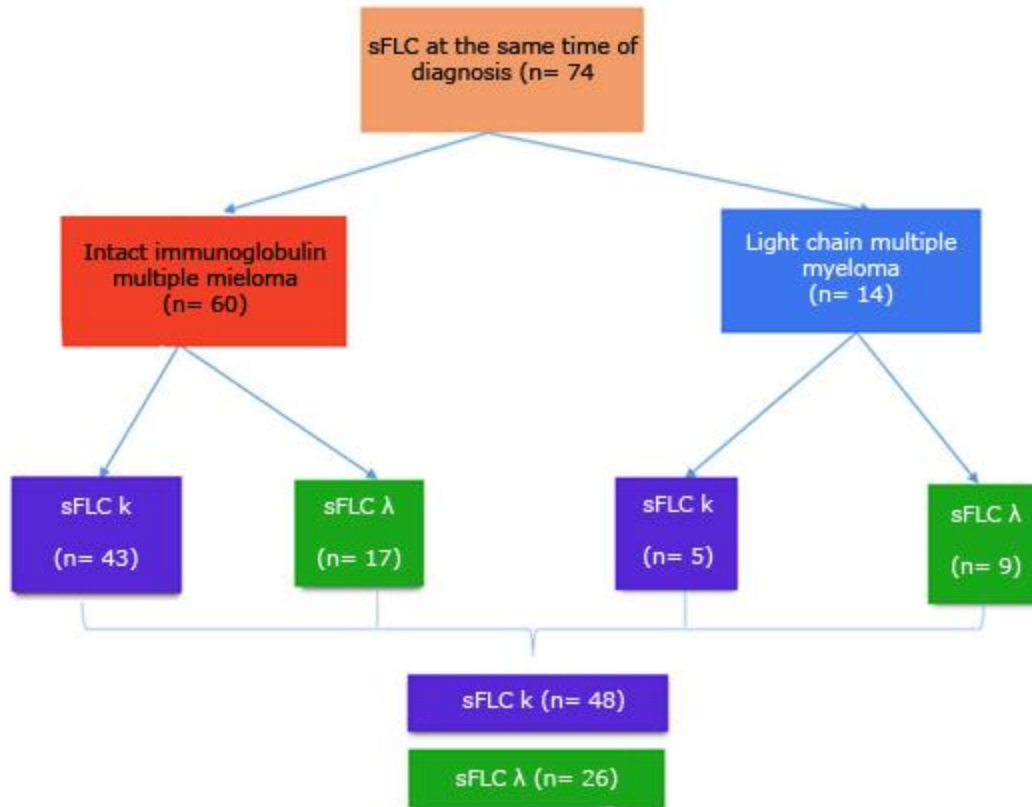 sFLC at the same time of
diagnosis (n= 74
Intact immunoglobulin
multiple mieloma
(n= 60)
Light chain multiple
myeloma
(n= 14)
sFLC k
(n= 43)
sFLC λ
(n= 17)
sFLC k
(n= 5)
sFLC λ
(n= 9)
sFLC k (n= 48)
sFLC λ (n= 26)